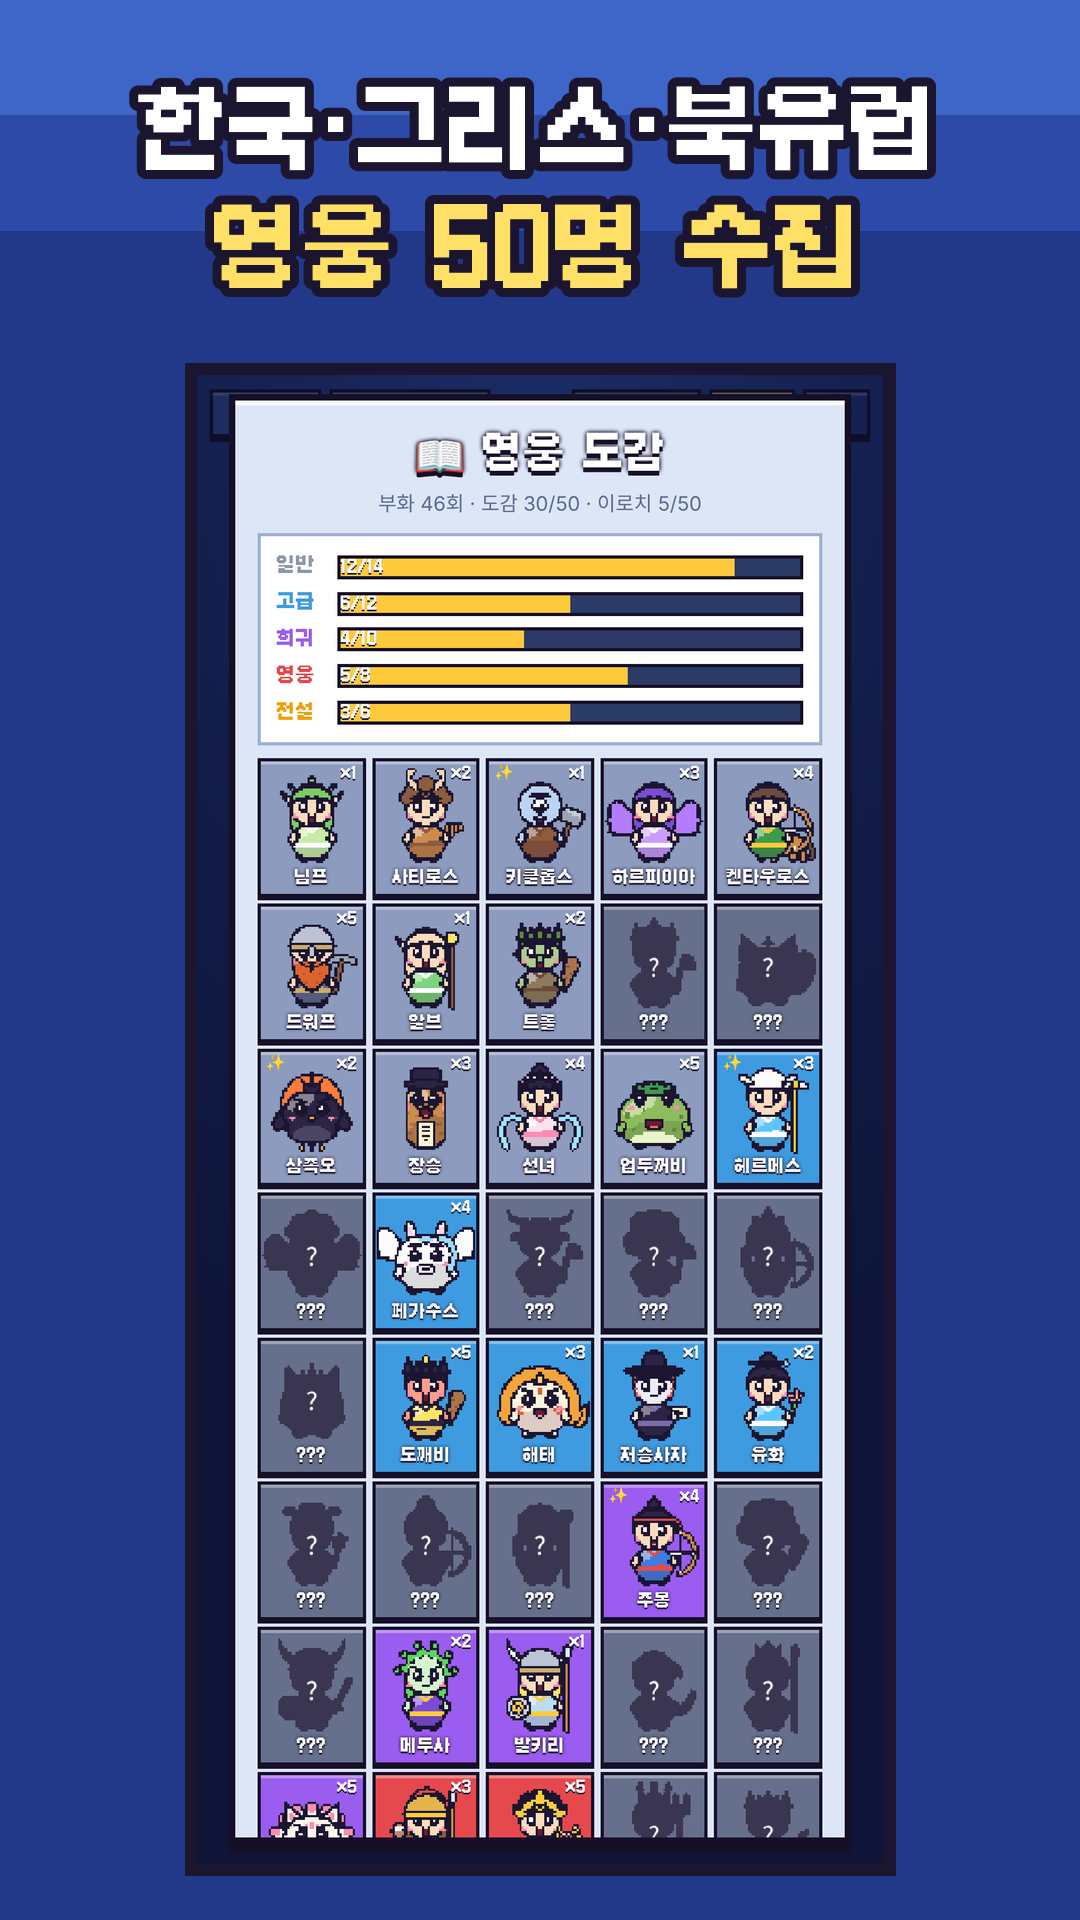 한국·그리스·북유럽
영웅 50명 수집
영웅 도감
부화 46회 · 도감 30/50 · 이로치 5/50
일반 12/14
고급 6/12
희귀 4/10
영웅 5/8
전설 3/6
x1 x2 x1 x3 x4
님프 사티로스 키클롭스 하르피이아 켄타우로스
x5 x1 x2 ? ?
드워프 알브 트롤 ??? ???
x2 x3 x4 x5 x3
삼족오 장승 선녀 업두꺼비 헤르메스
? x4 ? ? ?
??? 페가수스 ??? ??? ???
? x5 x3 x1 x2
??? 도깨비 해태 저승사자 유화
? ? ? x4 ?
??? ??? ??? 주몽 ???
? x2 x1 ? ?
??? 메두사 발키리 ??? ???
x5 x3 x5 ? ?